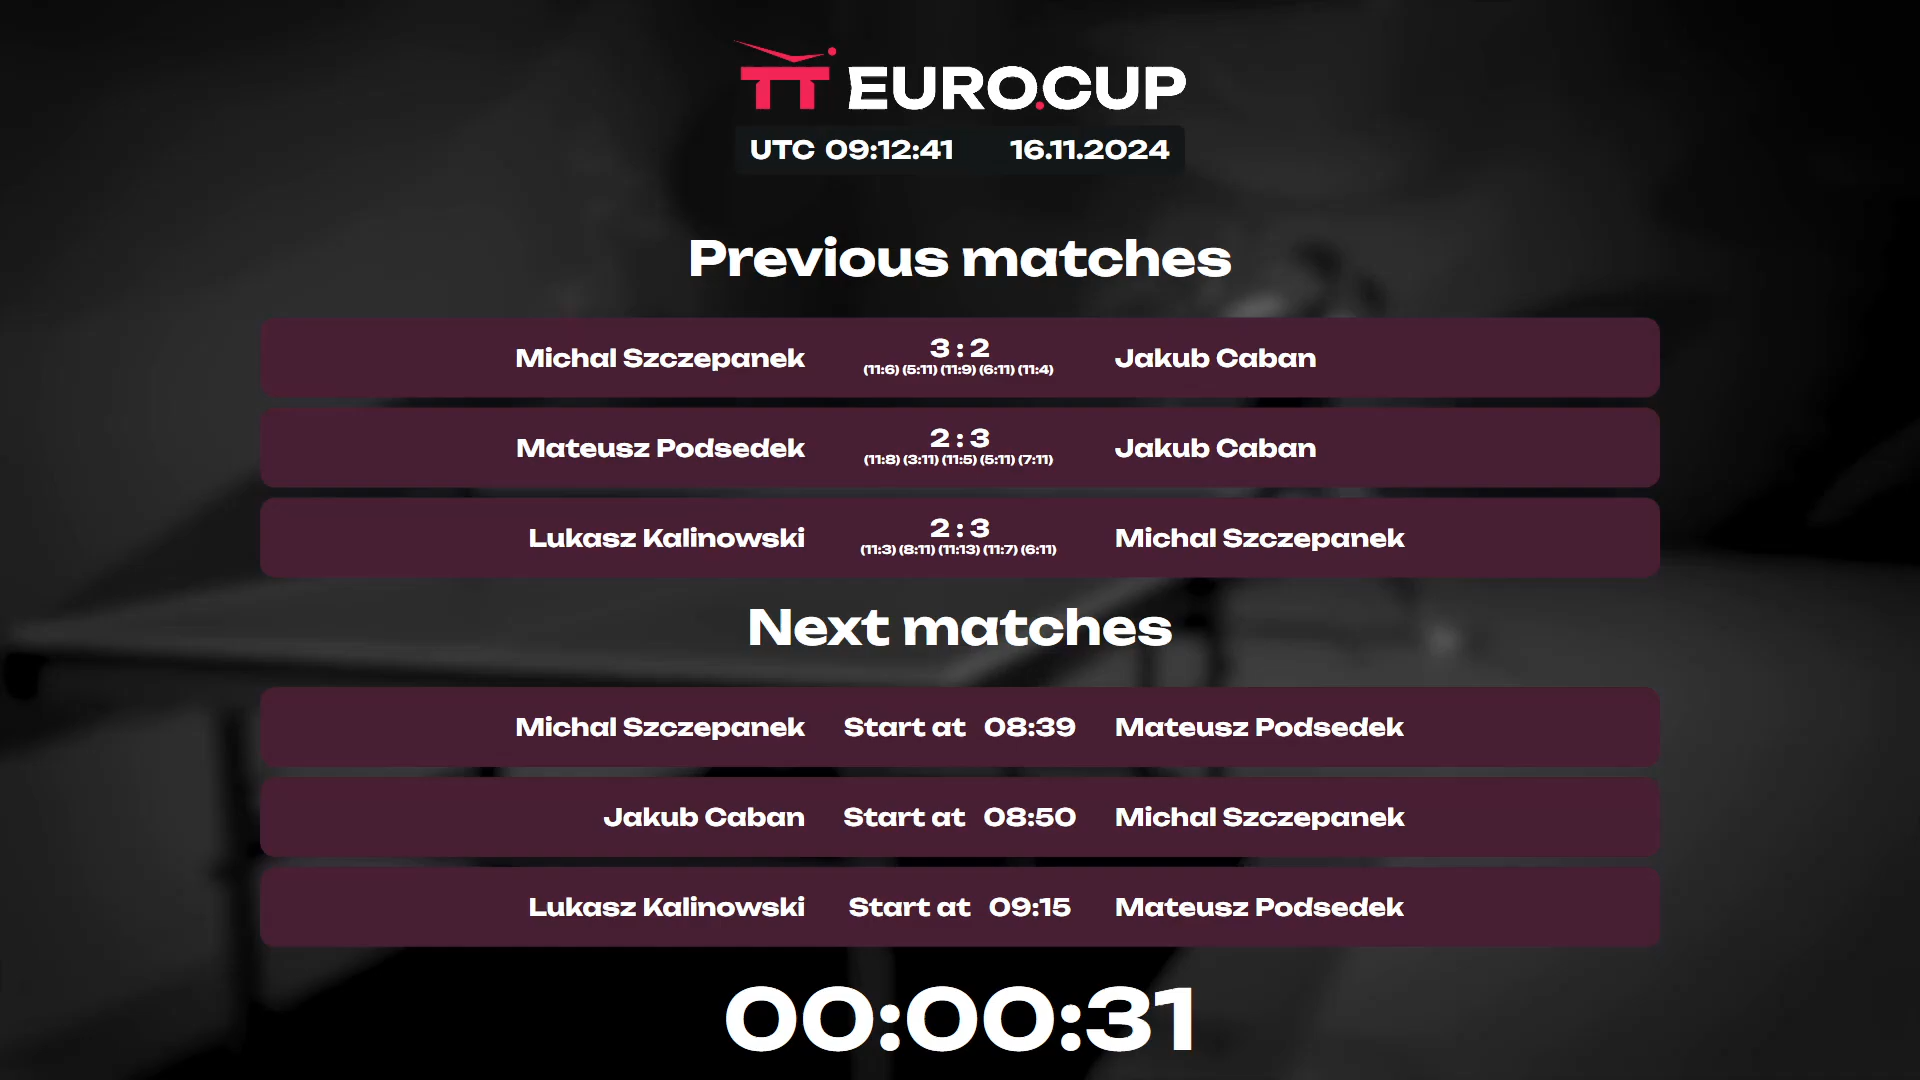 TT EURO.CUP
UTC 09:12:41 16.11.2024
Previous matches
Michal Szczepanek 3 : 2 Jakub Caban
(11:6) (5:11) (11:9) (6:11) (11:4)
Mateusz Podsedek 2 : 3 Jakub Caban
(11:8) (3:11) (11:5) (5:11) (7:11)
Lukasz Kalinowski 2 : 3 Michal Szczepanek
(11:3) (8:11) (11:13) (11:7) (6:11)
Next matches
Michal Szczepanek Start at 08:39 Mateusz Podsedek
Jakub Caban Start at 08:50 Michal Szczepanek
Lukasz Kalinowski Start at 09:15 Mateusz Podsedek
00:00:31